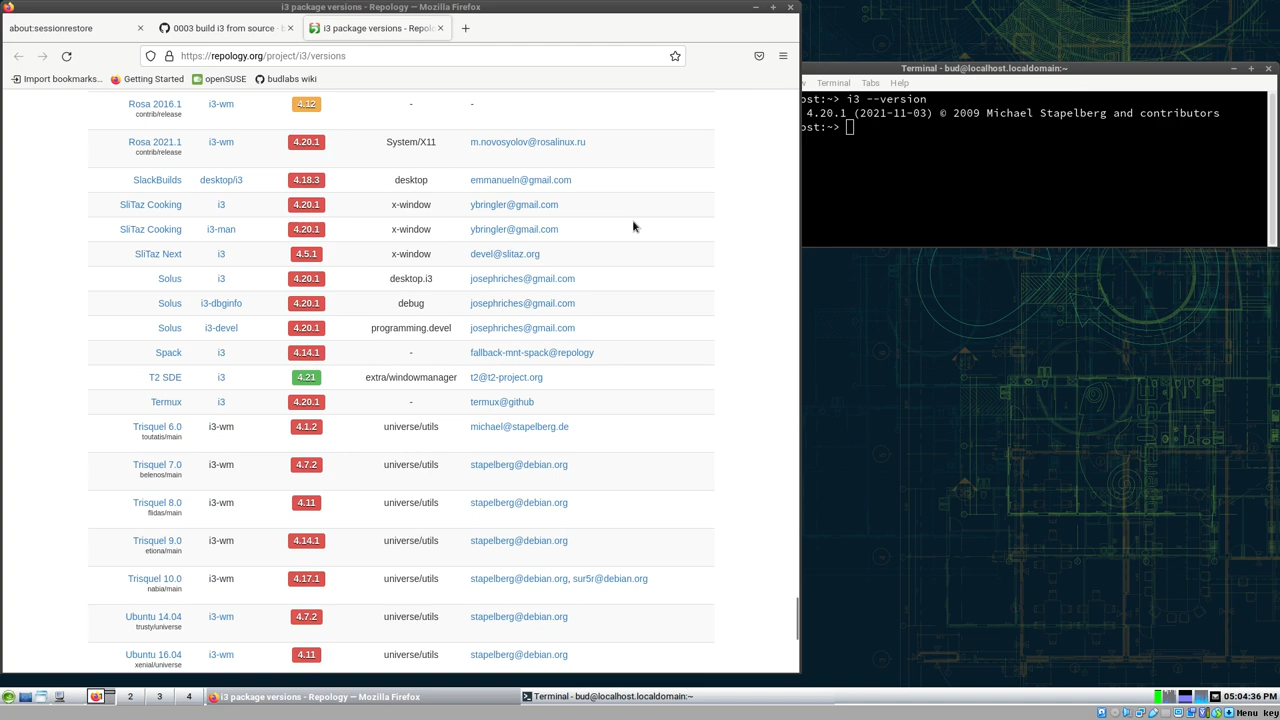 i3 package versions - Repology — Mozilla Firefox
about:sessionrestore
0003 build i3 from source · b
i3 package versions - Repolo
https://repology.org/project/i3/versions
Import bookmarks...
Getting Started
openSUSE
budlabs wiki
Rosa 2016.1 i3-wm 4.12 - -
contrib/release
Rosa 2021.1 i3-wm 4.20.1 System/X11 m.novosyolov@rosalinux.ru
contrib/release
SlackBuilds desktop/i3 4.18.3 desktop emmanueln@gmail.com
SliTaz Cooking i3 4.20.1 x-window ybringler@gmail.com
SliTaz Cooking i3-man 4.20.1 x-window ybringler@gmail.com
SliTaz Next i3 4.5.1 x-window devel@slitaz.org
Solus i3 4.20.1 desktop.i3 josephriches@gmail.com
Solus i3-dbginfo 4.20.1 debug josephriches@gmail.com
Solus i3-devel 4.20.1 programming.devel josephriches@gmail.com
Spack i3 4.14.1 - fallback-mnt-spack@repology
T2 SDE i3 4.21 extra/windowmanager t2@t2-project.org
Termux i3 4.20.1 - termux@github
Trisquel 6.0 i3-wm 4.1.2 universe/utils michael@stapelberg.de
toutatis/main
Trisquel 7.0 i3-wm 4.7.2 universe/utils stapelberg@debian.org
belenos/main
Trisquel 8.0 i3-wm 4.11 universe/utils stapelberg@debian.org
flidas/main
Trisquel 9.0 i3-wm 4.14.1 universe/utils stapelberg@debian.org
etiona/main
Trisquel 10.0 i3-wm 4.17.1 universe/utils stapelberg@debian.org, sur5r@debian.org
nabia/main
Ubuntu 14.04 i3-wm 4.7.2 universe/utils stapelberg@debian.org
trusty/universe
Ubuntu 16.04 i3-wm 4.11 universe/utils stapelberg@debian.org
xenial/universe
Terminal - bud@localhost.localdomain:~
w Terminal Tabs Help
ost:~> i3 --version
4.20.1 (2021-11-03) © 2009 Michael Stapelberg and contributors
ost:~>
2 3 4
i3 package versions - Repology — Mozilla Firefox
Terminal - bud@localhost.localdomain:~
05:04:36 PM
Menu key